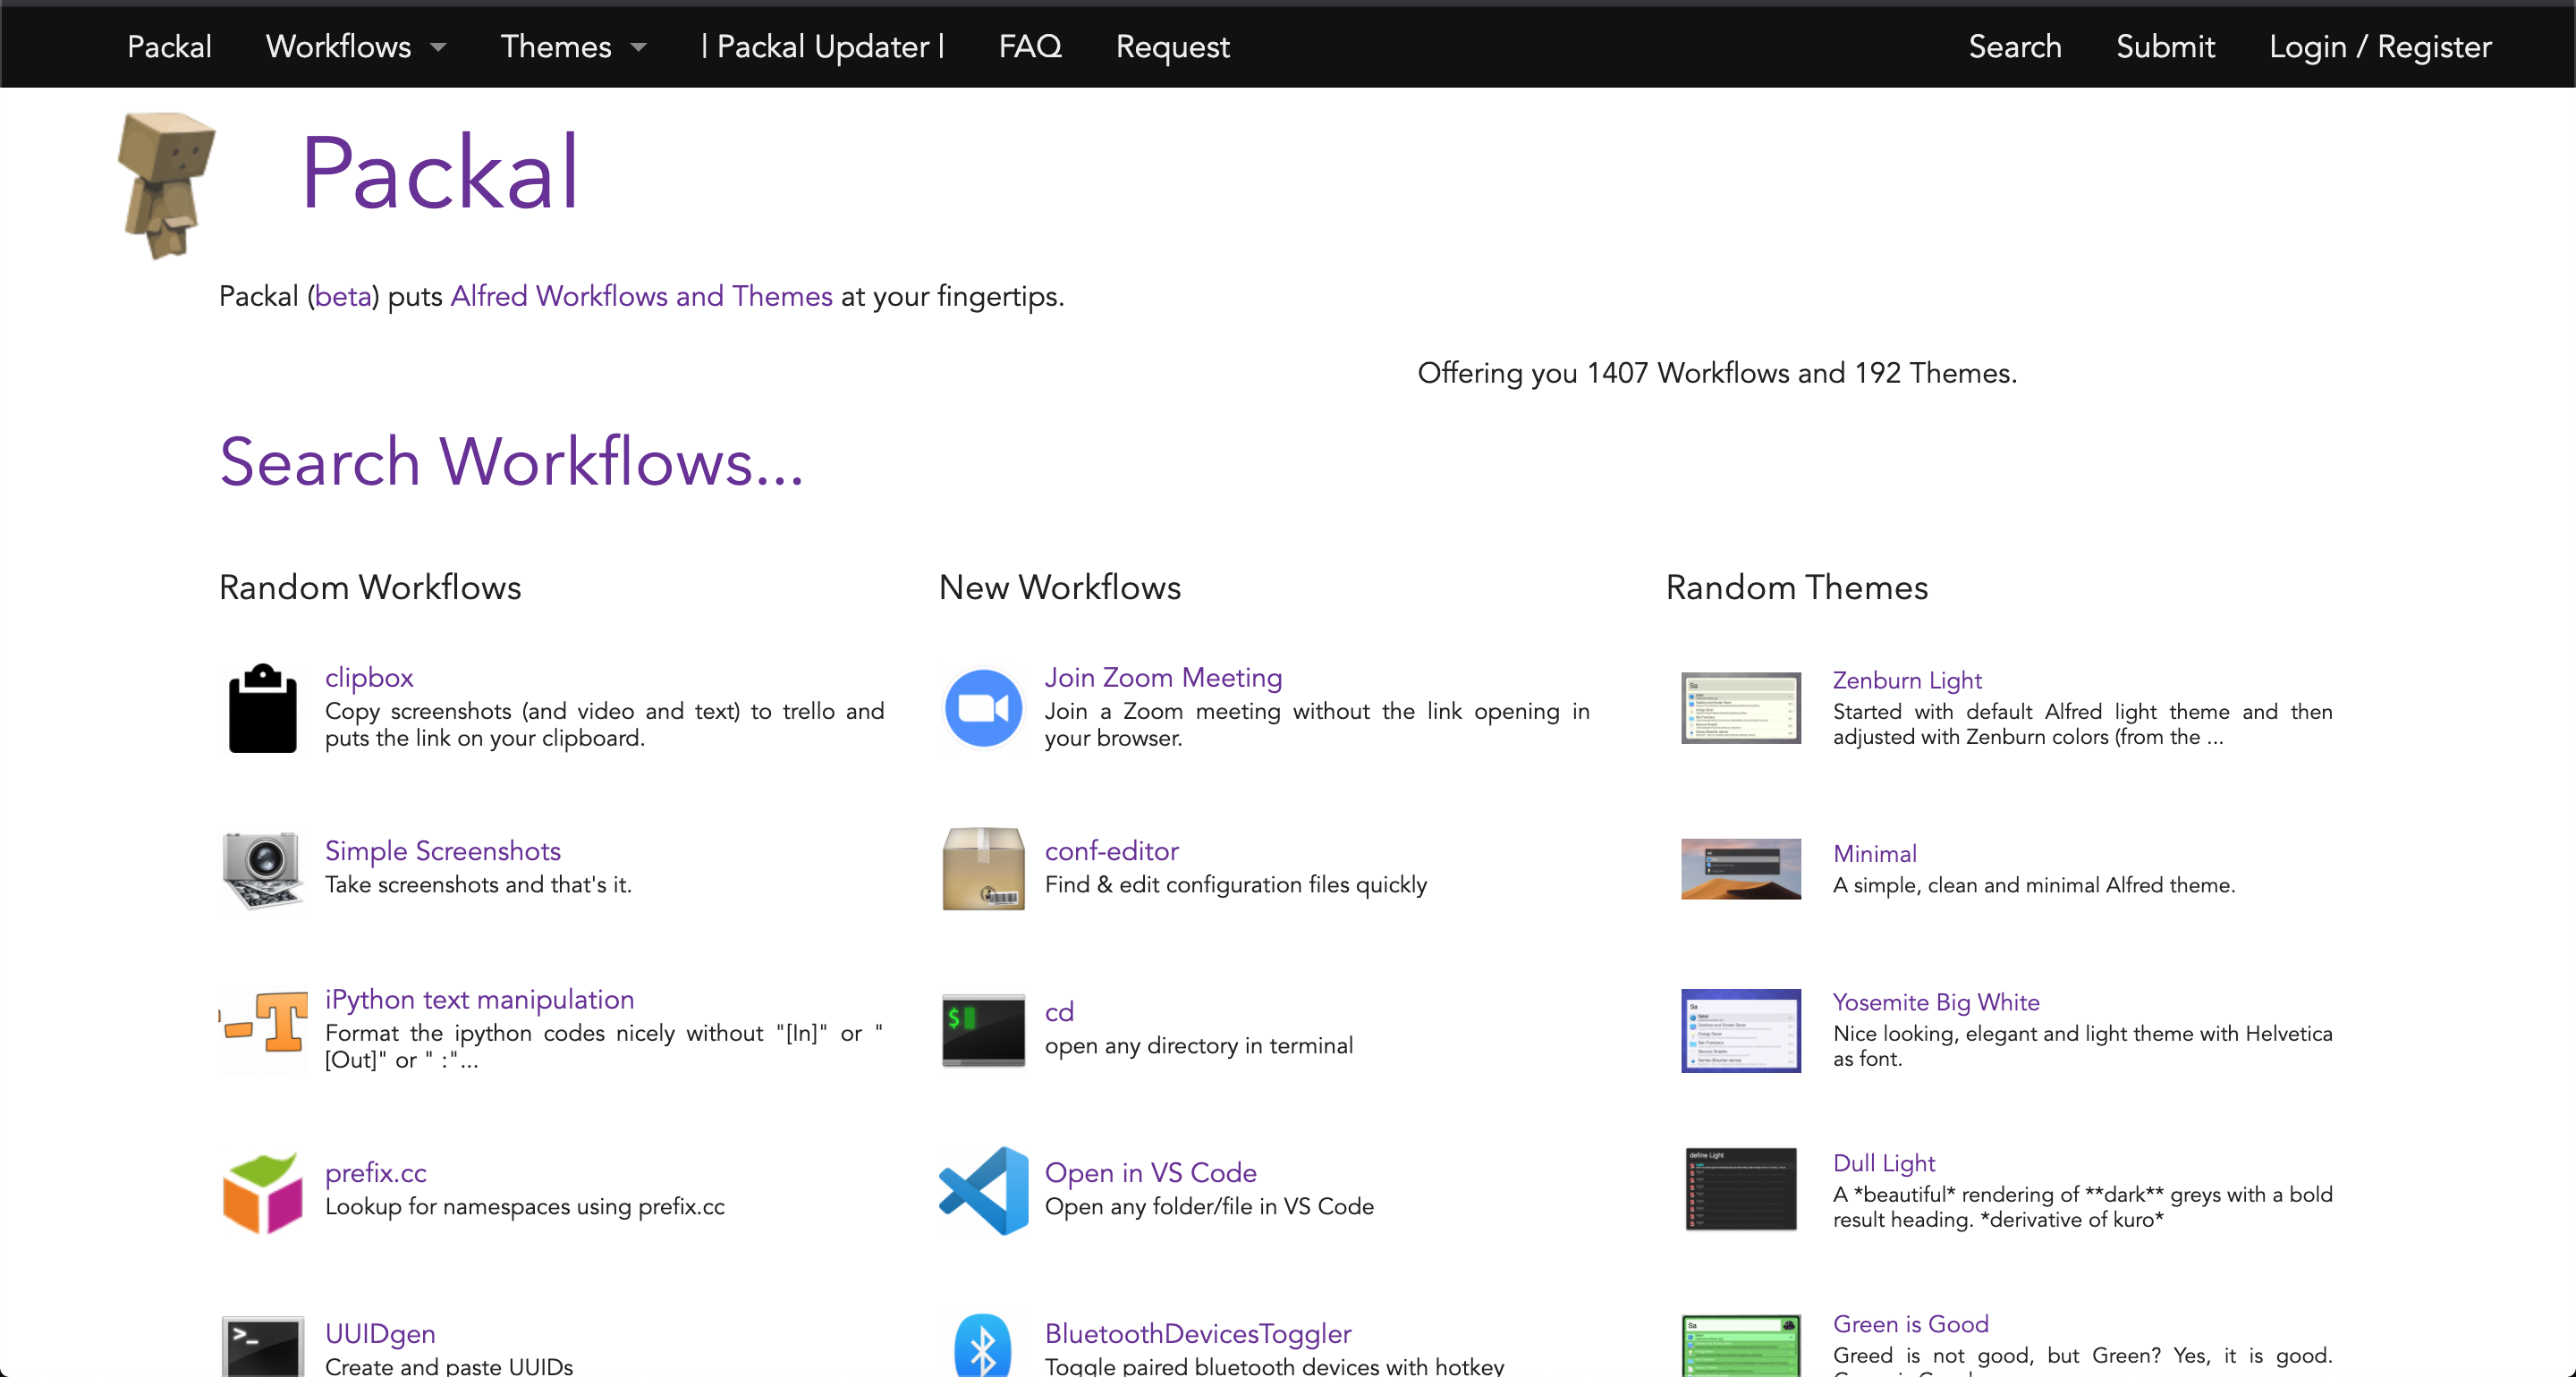 Packal
Workflows
Themes
| Packal Updater |
FAQ
Request
Search
Submit
Login / Register
Packal
Packal (beta) puts Alfred Workflows and Themes at your fingertips.
Offering you 1407 Workflows and 192 Themes.
Search Workflows...
Random Workflows
clipbox
Copy screenshots (and video and text) to trello and
puts the link on your clipboard.
Simple Screenshots
Take screenshots and that's it.
iPython text manipulation
Format the ipython codes nicely without "[In]" or "
[Out]" or " :"...
prefix.cc
Lookup for namespaces using prefix.cc
UUIDgen
Create and paste UUIDs
New Workflows
Join Zoom Meeting
Join a Zoom meeting without the link opening in
your browser.
conf-editor
Find & edit configuration files quickly
$
cd
open any directory in terminal
Open in VS Code
Open any folder/file in VS Code
BluetoothDevicesToggler
Toggle paired bluetooth devices with hotkey
Random Themes
Sa
Zenburn Light
Started with default Alfred light theme and then
adjusted with Zenburn colors (from the ...
Minimal
A simple, clean and minimal Alfred theme.
Sa
Yosemite Big White
Nice looking, elegant and light theme with Helvetica
as font.
define Light
Dull Light
A *beautiful* rendering of **dark** greys with a bold
result heading. *derivative of kuro*
Sa
Green is Good
Greed is not good, but Green? Yes, it is good.